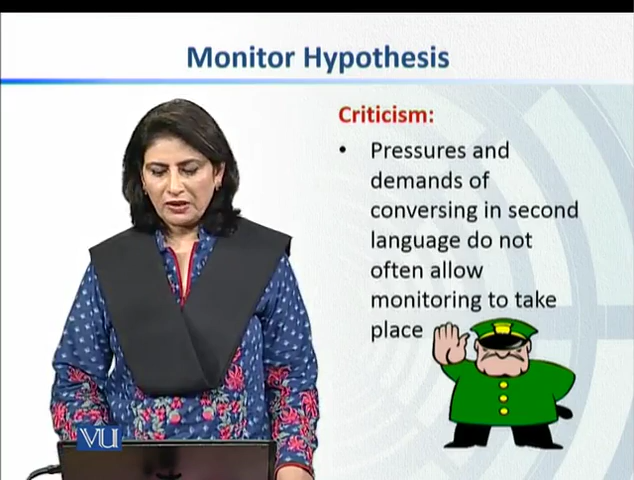 Monitor Hypothesis
Criticism:
• Pressures and
demands of
conversing in second
language do not
often allow
monitoring to take
place
VU